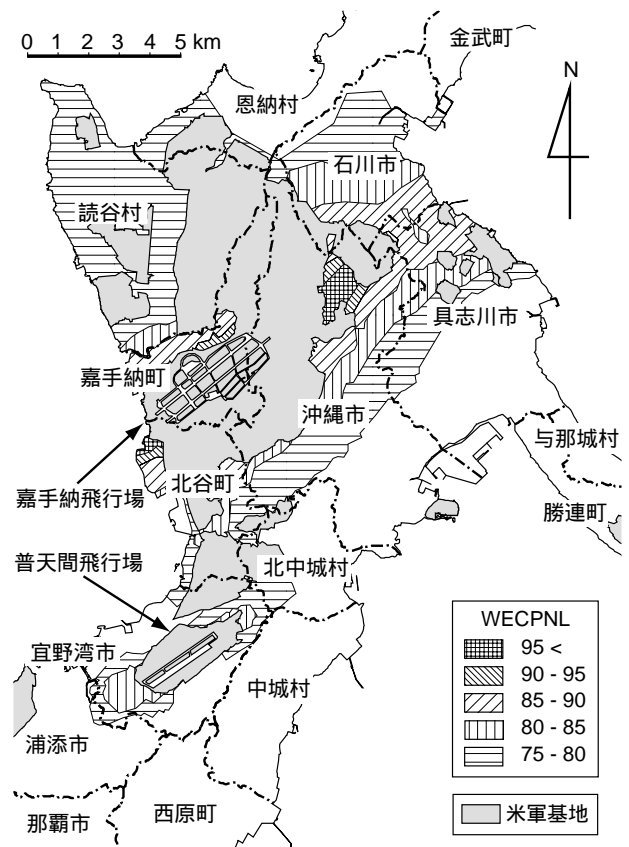 0 1 2 3 4 5 km
金武町
N
恩納村
石川市
読谷村
具志川市
嘉手納町
沖縄市
与那城村
北谷町
嘉手納飛行場
勝連町
普天間飛行場
北中城村
宜野湾市
中城村
浦添市
西原町
那覇市
WECPNL
95 <
90 - 95
85 - 90
80 - 85
75 - 80
米軍基地